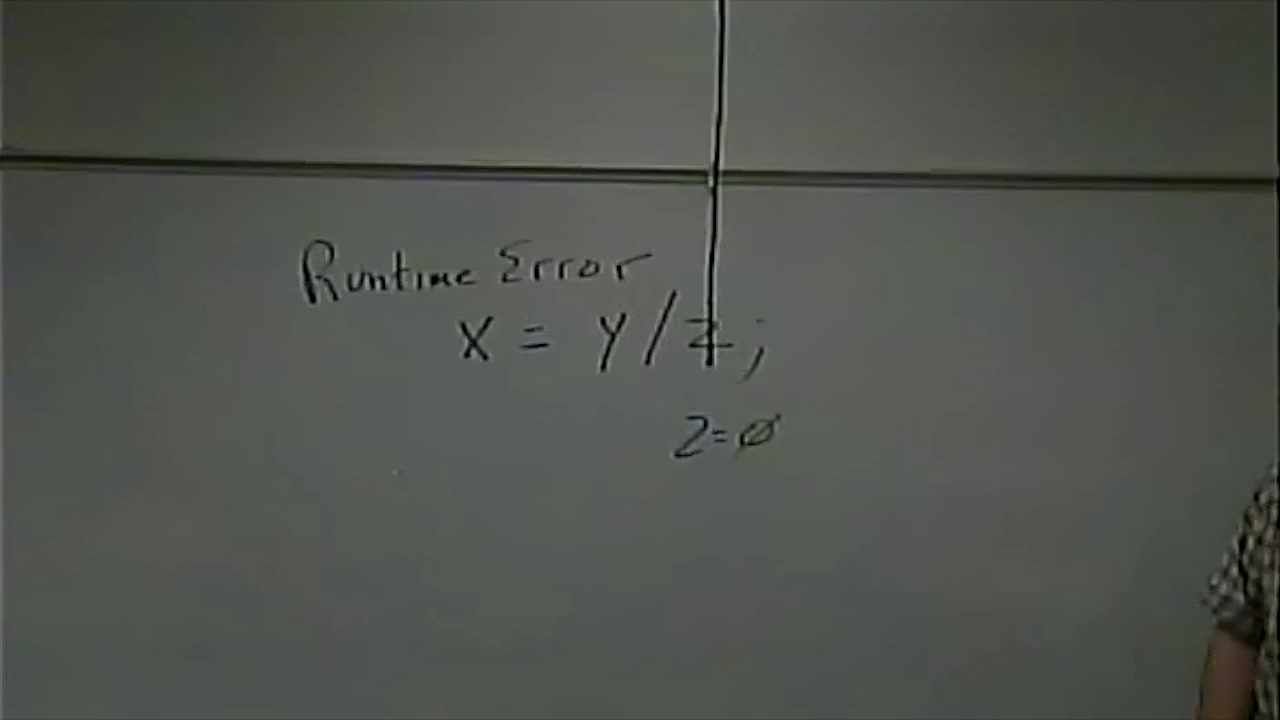 Runtime Error
X = Y/Z;
Z=Ø